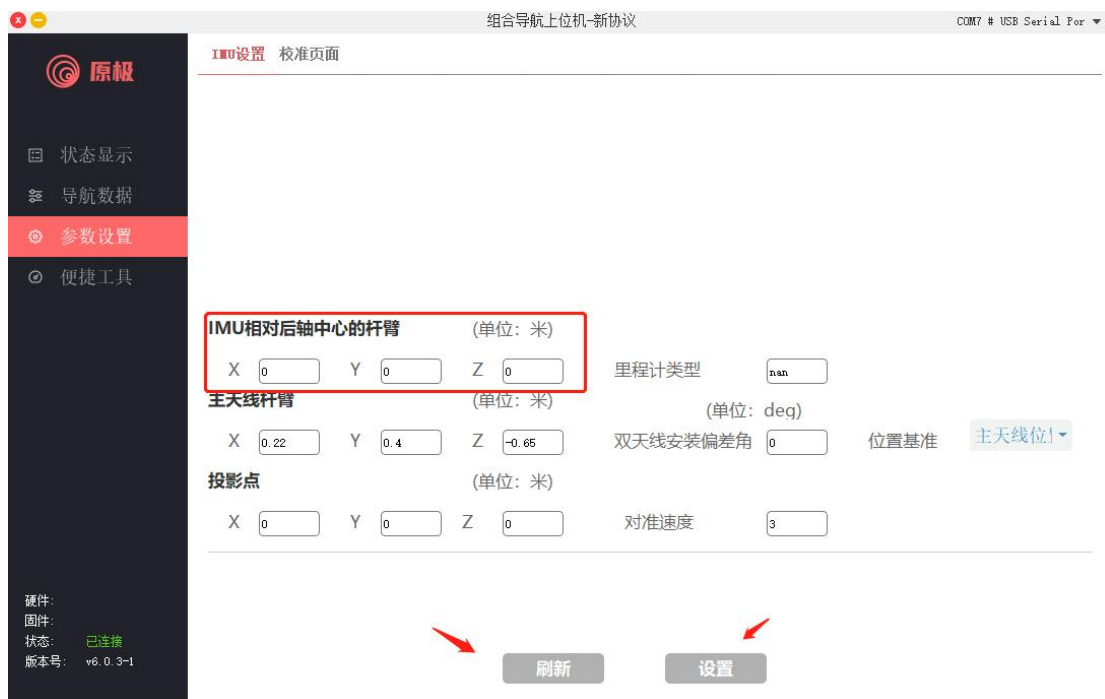 组合导航上位机-新协议
COM7 # USB Serial Por
原极
IMU设置 校准页面
状态显示
导航数据
参数设置
便捷工具
IMU相对后轴中心的杆臂 (单位：米)
X 0 Y 0 Z 0 里程计类型 nan
主天线杆臂 (单位：米) (单位：deg)
X 0.22 Y 0.4 Z -0.65 双天线安装偏差角 0 位置基准 主天线位
投影点 (单位：米)
X 0 Y 0 Z 0 对准速度 3
硬件:
固件:
状态: 已连接
版本号: v6.0.3-1
刷新 设置